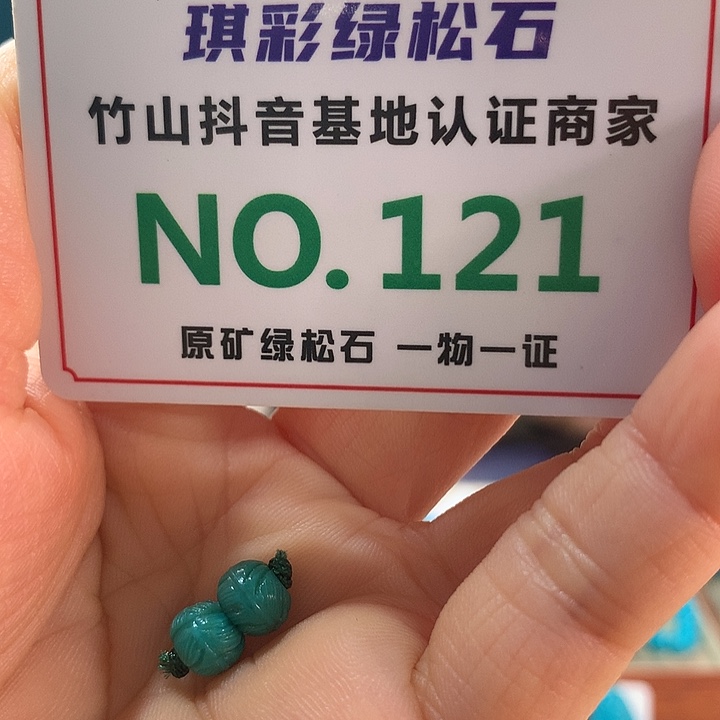 琪彩绿松石
竹山抖音基地认证商家
NO.121
原矿绿松石 一物一证